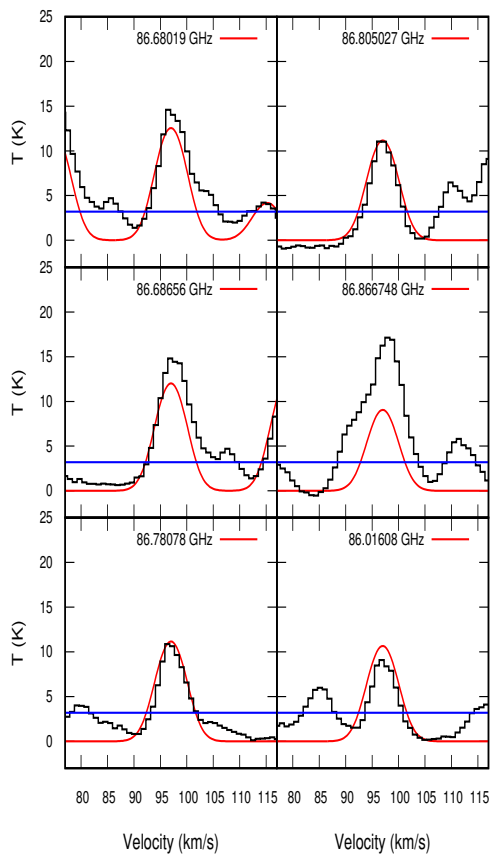 25
20
15
10
5
0
T (K)
86.68019 GHz
86.805027 GHz
25
20
15
10
5
0
T (K)
86.68656 GHz
86.866748 GHz
25
20
15
10
5
0
T (K)
86.78078 GHz
86.01608 GHz
80 85 90 95 100 105 110 115
80 85 90 95 100 105 110 115
Velocity (km/s)
Velocity (km/s)